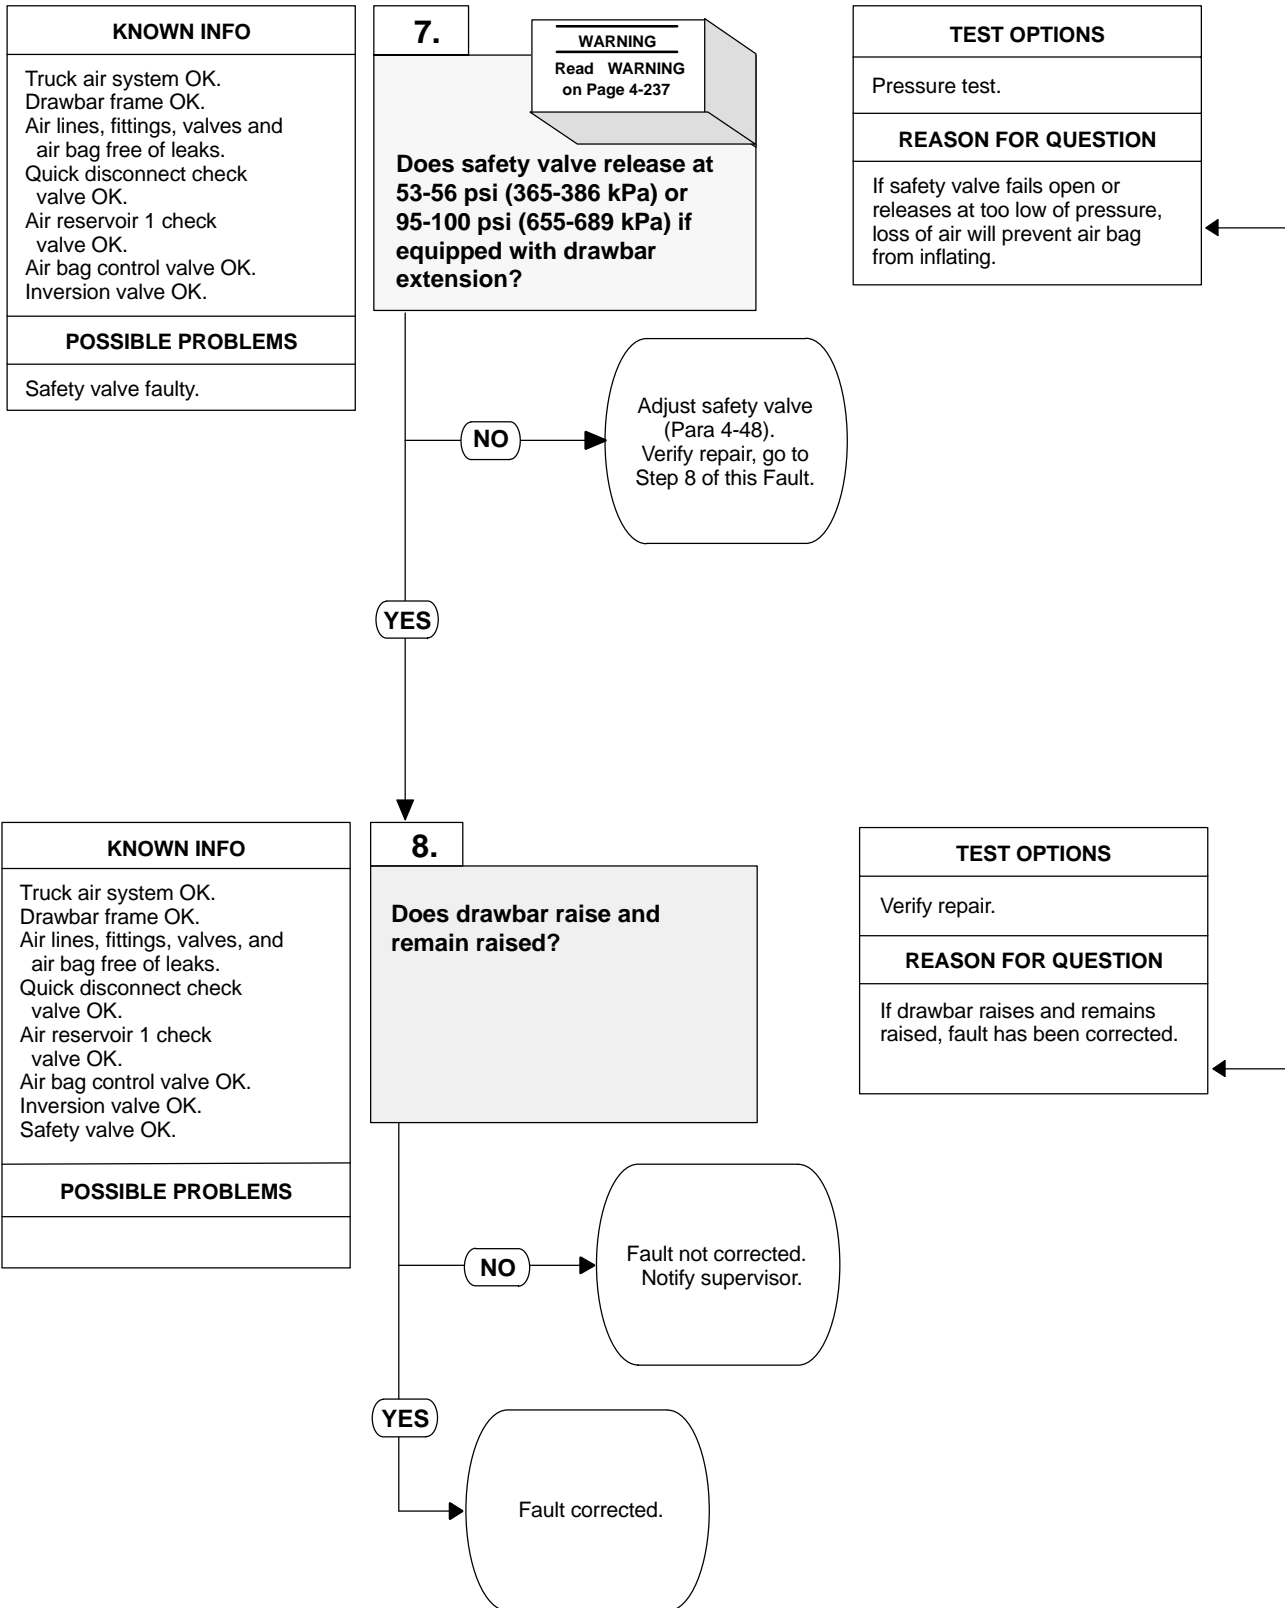 KNOWN INFO
Truck air system OK.
Drawbar frame OK.
Air lines, fittings, valves and
air bag free of leaks.
Quick disconnect check
valve OK.
Air reservoir 1 check
valve OK.
Air bag control valve OK.
Inversion valve OK.
POSSIBLE PROBLEMS
Safety valve faulty.
7.
WARNING
Read WARNING
on Page 4-237
Does safety valve release at
53-56 psi (365-386 kPa) or
95-100 psi (655-689 kPa) if
equipped with drawbar
extension?
TEST OPTIONS
Pressure test.
REASON FOR QUESTION
If safety valve fails open or
releases at too low of pressure,
loss of air will prevent air bag
from inflating.
NO
Adjust safety valve
(Para 4-48).
Verify repair, go to
Step 8 of this Fault.
YES
KNOWN INFO
Truck air system OK.
Drawbar frame OK.
Air lines, fittings, valves, and
air bag free of leaks.
Quick disconnect check
valve OK.
Air reservoir 1 check
valve OK.
Air bag control valve OK.
Inversion valve OK.
Safety valve OK.
POSSIBLE PROBLEMS
8.
Does drawbar raise and
remain raised?
TEST OPTIONS
Verify repair.
REASON FOR QUESTION
If drawbar raises and remains
raised, fault has been corrected.
NO
Fault not corrected.
Notify supervisor.
YES
Fault corrected.